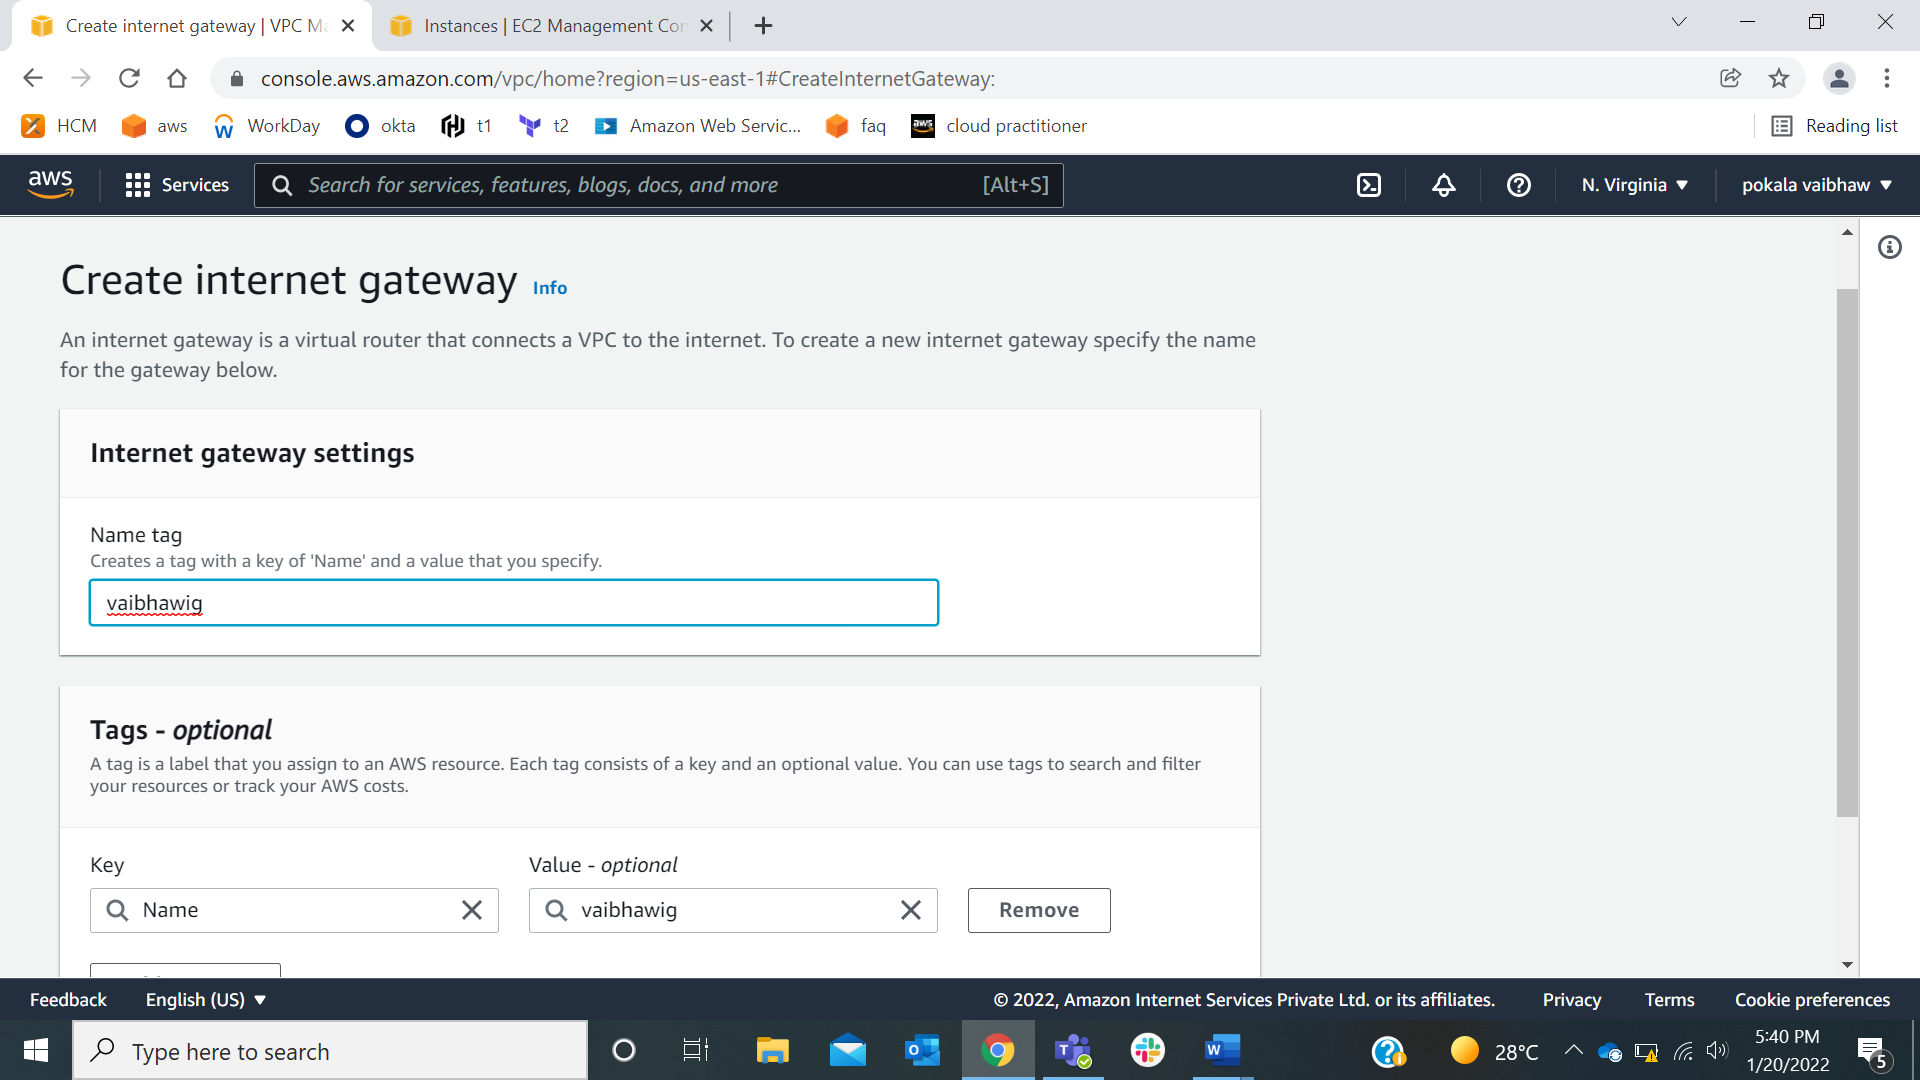 Create internet gateway | VPC Ma
Instances | EC2 Management Cor
console.aws.amazon.com/vpc/home?region=us-east-1#CreateInternetGateway:
HCM
aws
WorkDay
okta
t1
t2
Amazon Web Servic...
faq
cloud practitioner
Reading list
aws
Services
Search for services, features, blogs, docs, and more
[Alt+S]
N. Virginia
pokala vaibhaw
Create internet gateway Info
An internet gateway is a virtual router that connects a VPC to the internet. To create a new internet gateway specify the name
for the gateway below.
Internet gateway settings
Name tag
Creates a tag with a key of 'Name' and a value that you specify.
vaibhawig
Tags - optional
A tag is a label that you assign to an AWS resource. Each tag consists of a key and an optional value. You can use tags to search and filter
your resources or track your AWS costs.
Key
Value - optional
Name
vaibhawig
Remove
Feedback
English (US)
© 2022, Amazon Internet Services Private Ltd. or its affiliates.
Privacy
Terms
Cookie preferences
Type here to search
28°C
5:40 PM
1/20/2022
5